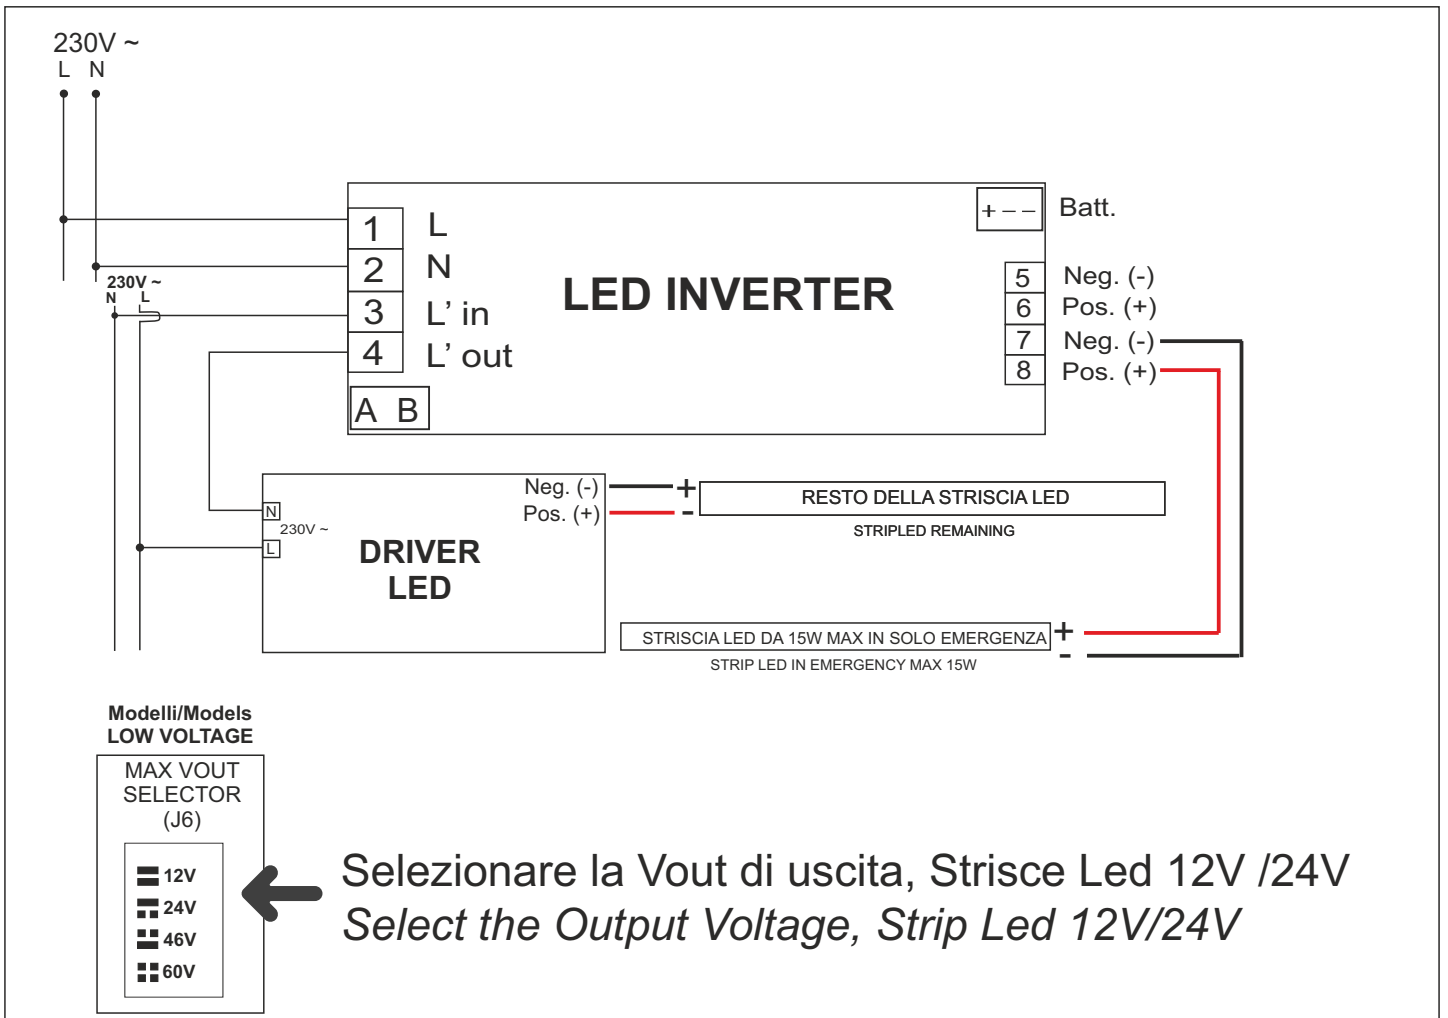 230V ~
L N
1 L
2 N
3 L’ in
4 L’ out
A B
LED INVERTER
+ - - Batt.
5 Neg. (-)
6 Pos. (+)
7 Neg. (-)
8 Pos. (+)
230V ~
N L
N
230V ~
L
DRIVER
LED
Neg. (-)
Pos. (+)
+
-
RESTO DELLA STRISCIA LED
STRIPLED REMAINING
STRISCIA LED DA 15W MAX IN SOLO EMERGENZA
+
-
STRIP LED IN EMERGENCY MAX 15W
Modelli/Models
LOW VOLTAGE
MAX VOUT
SELECTOR
(J6)
12V
24V
46V
60V
Selezionare la Vout di uscita, Strisce Led 12V /24V
Select the Output Voltage, Strip Led 12V/24V